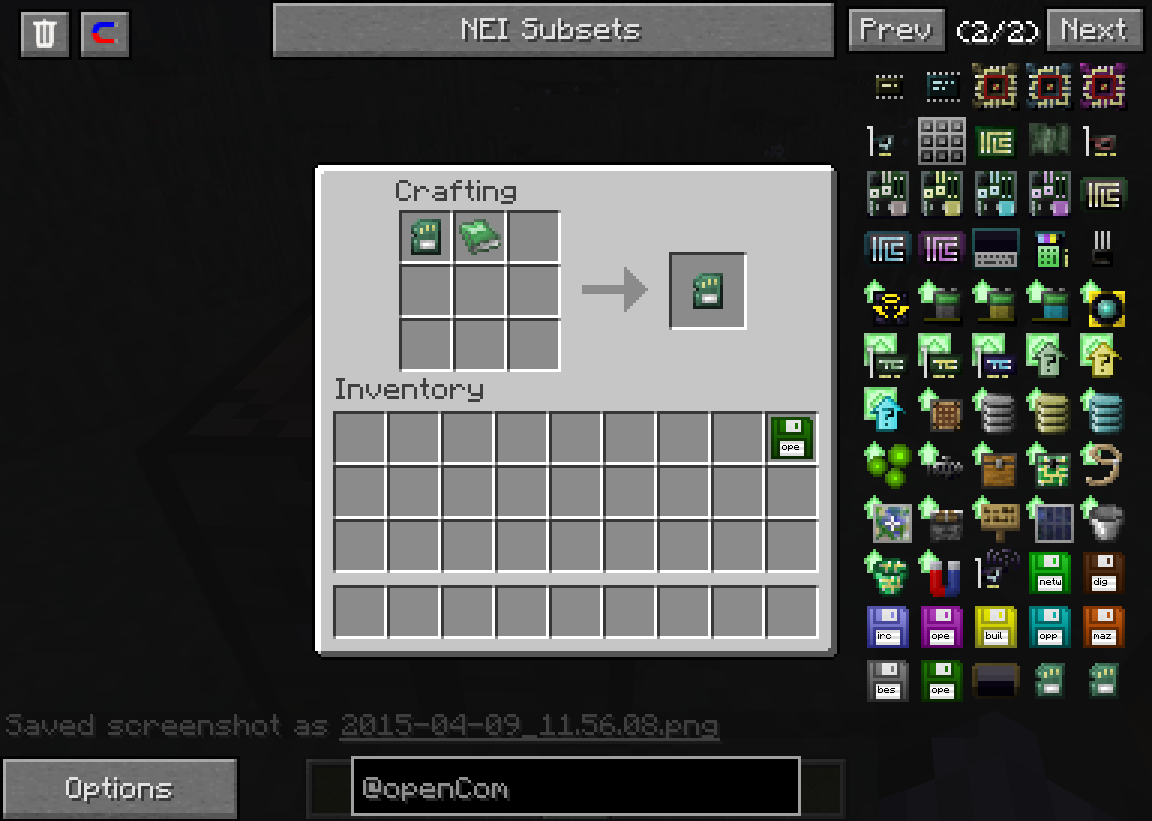 NEI Subsets
Prev (2/2) Next
Crafting
Inventory
ope
netw dig
irc ope buil opp maz
bes ope
Saved screenshot as 2015-04-09_11.56.08.png
Options
@openCom